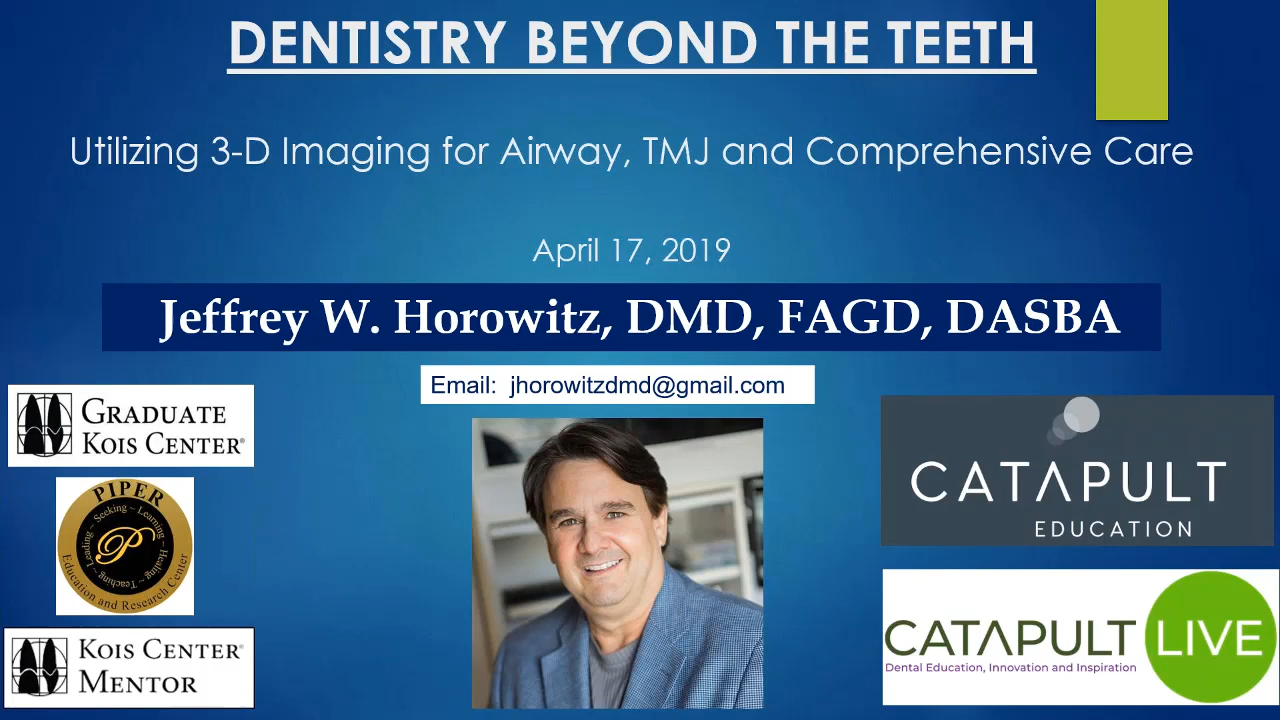 DENTISTRY BEYOND THE TEETH
Utilizing 3-D Imaging for Airway, TMJ and Comprehensive Care
April 17, 2019
Jeffrey W. Horowitz, DMD, FAGD, DASBA
Email: jhorowitzdmd@gmail.com
GRADUATE
KOIS CENTER®
PIPER
~ Seeking ~ Learning ~ Healing ~ Teaching ~ Leading
P
Education and Research Center
KOIS CENTER®
MENTOR
CATAPULT
EDUCATION
CATAPULT LIVE
Dental Education, Innovation and Inspiration